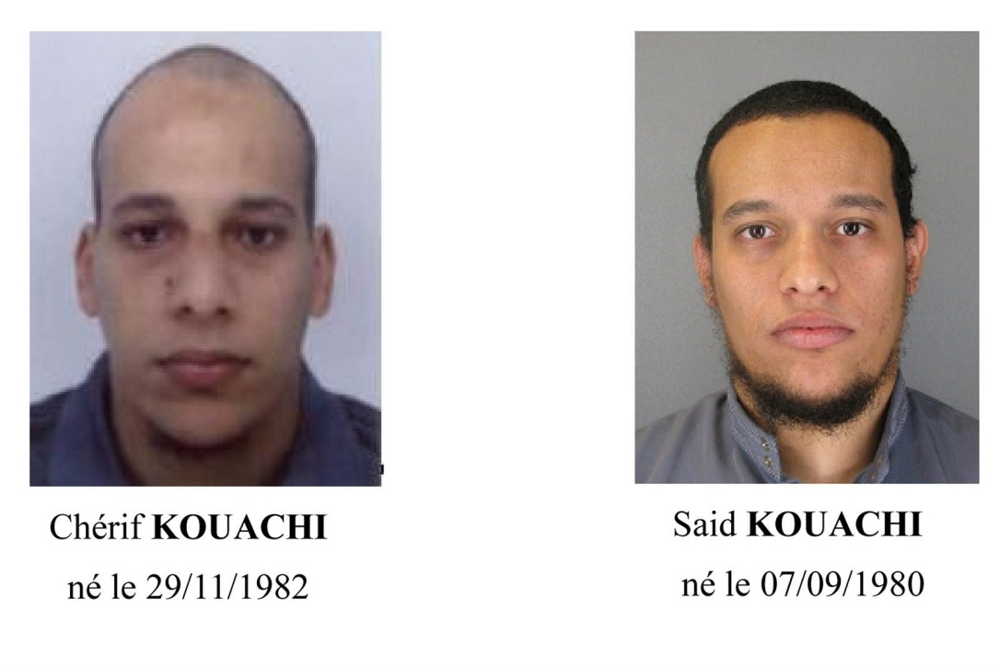 Chérif KOUACHI
né le 29/11/1982
Said KOUACHI
né le 07/09/1980